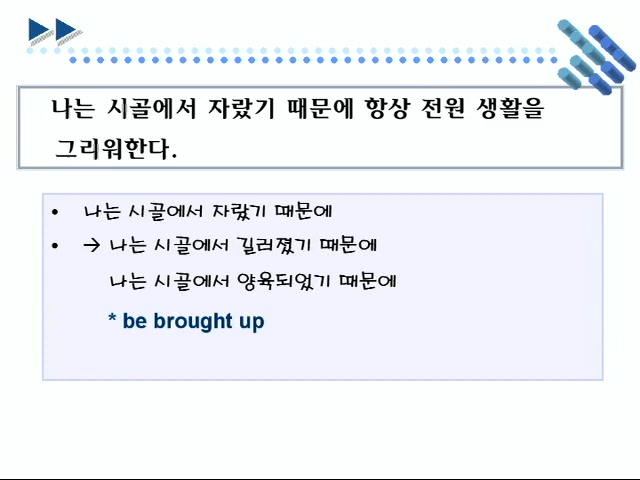 나는 시골에서 자랐기 때문에 항상 전원 생활을
그리워한다.
• 나는 시골에서 자랐기 때문에
• → 나는 시골에서 길러졌기 때문에
나는 시골에서 양육되었기 때문에
* be brought up